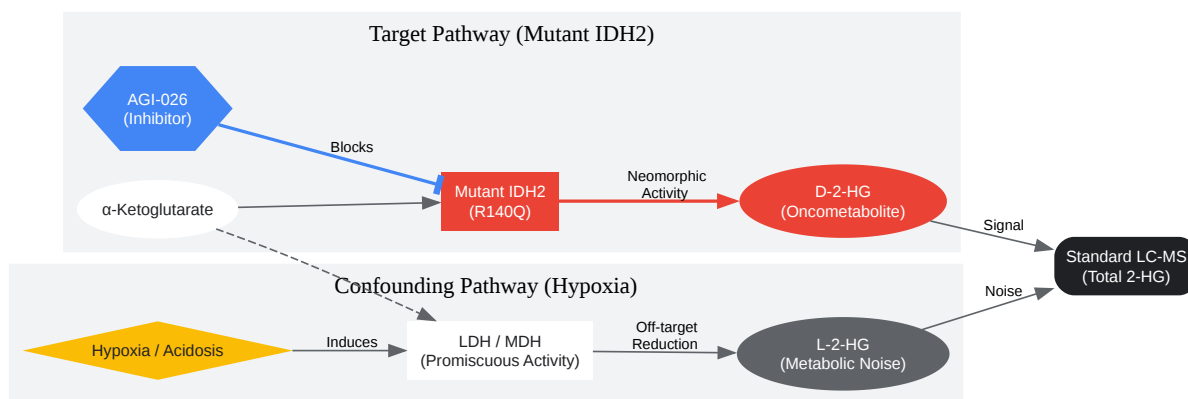 Target Pathway (Mutant IDH2)
AGI-026
(Inhibitor)
Blocks
α-Ketoglutarate
Mutant IDH2
(R140Q)
Neomorphic
Activity
D-2-HG
(Oncometabolite)
Signal
Standard LC-MS
(Total 2-HG)
Noise
Confounding Pathway (Hypoxia)
Hypoxia / Acidosis
Induces
LDH / MDH
(Promiscuous Activity)
Off-target
Reduction
L-2-HG
(Metabolic Noise)